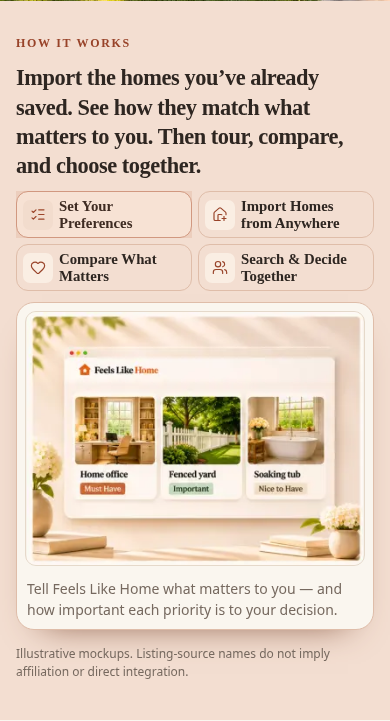 HOW IT WORKS
Import the homes you’ve already
saved. See how they match what
matters to you. Then tour, compare,
and choose together.
Set Your
Preferences
Import Homes
from Anywhere
Compare What
Matters
Search & Decide
Together
Feels Like Home
Home office
Must Have
Fenced yard
Important
Soaking tub
Nice to Have
Tell Feels Like Home what matters to you — and
how important each priority is to your decision.
Illustrative mockups. Listing-source names do not imply
affiliation or direct integration.